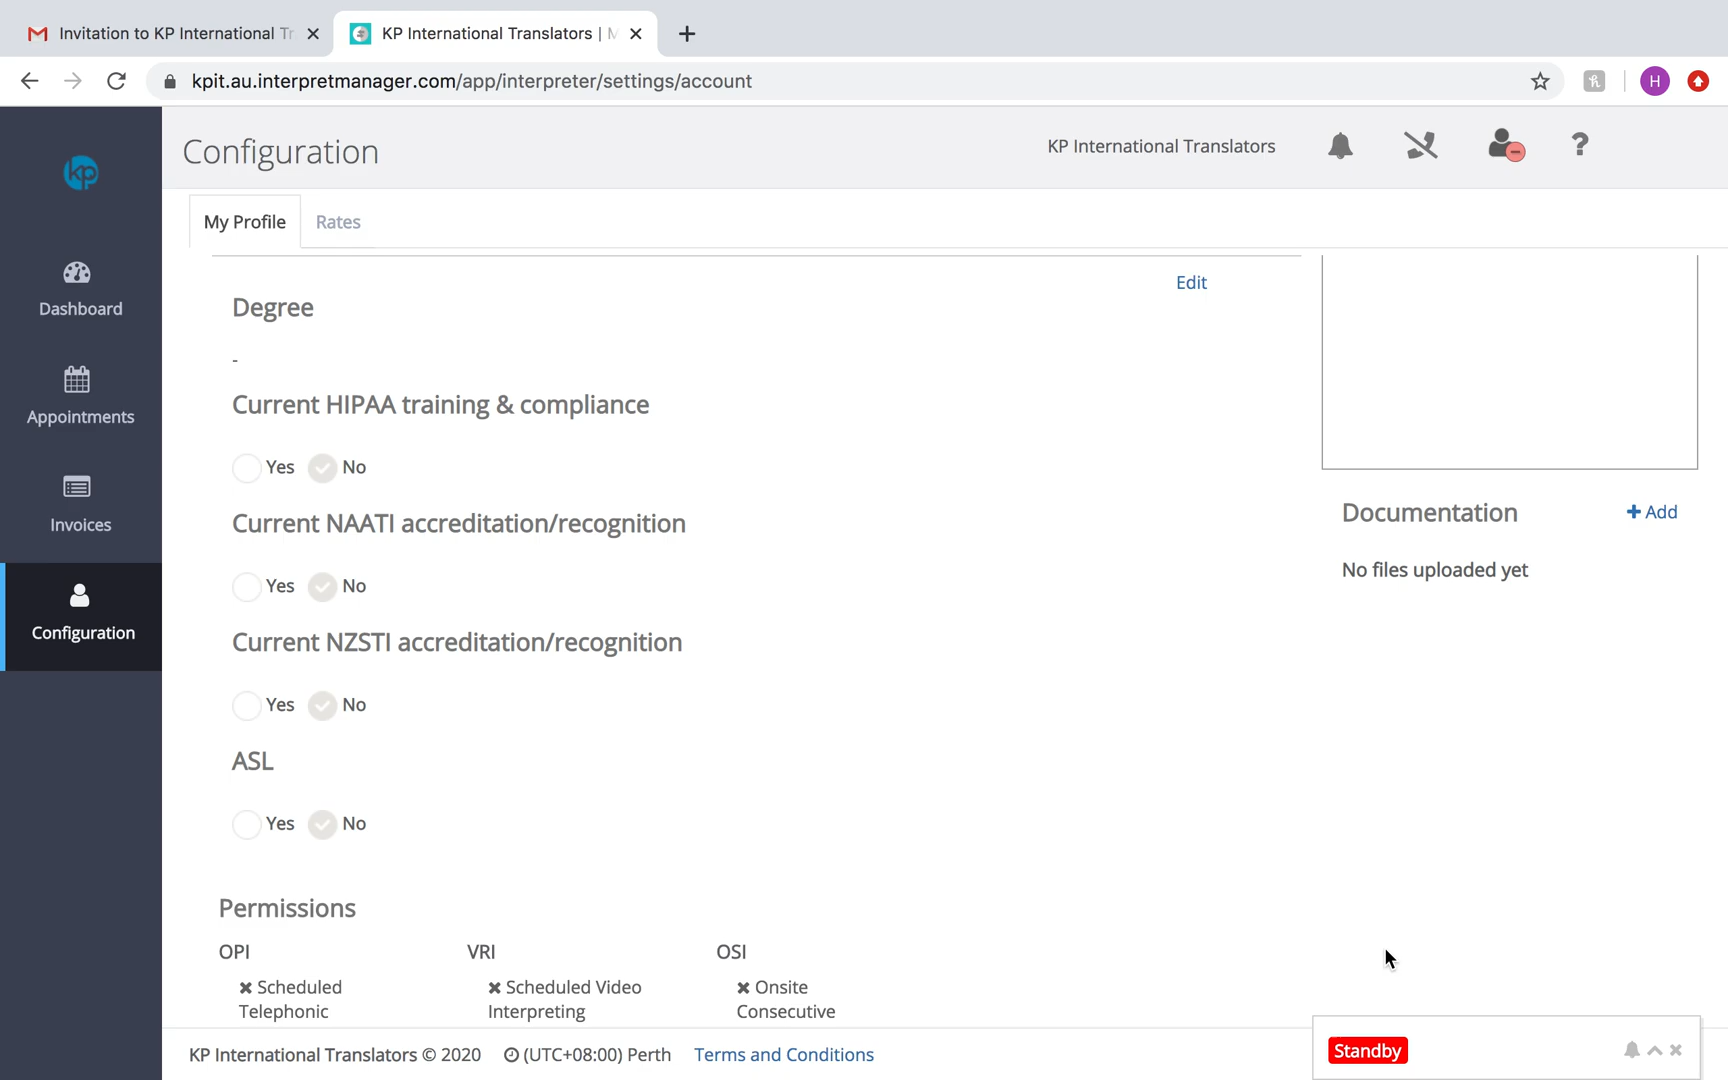 Invitation to KP International Tr
KP International Translators | M
kpit.au.interpretmanager.com/app/interpreter/settings/account
H
kp
Configuration
KP International Translators
?
My Profile
Rates
Dashboard
Appointments
Invoices
Configuration
Edit
Degree
-
Current HIPAA training & compliance
Yes No
Current NAATI accreditation/recognition
Yes No
Current NZSTI accreditation/recognition
Yes No
ASL
Yes No
Documentation
+ Add
No files uploaded yet
Permissions
OPI VRI OSI
✖ Scheduled ✖ Scheduled Video ✖ Onsite
Telephonic Interpreting Consecutive
KP International Translators © 2020 (UTC+08:00) Perth Terms and Conditions
Standby